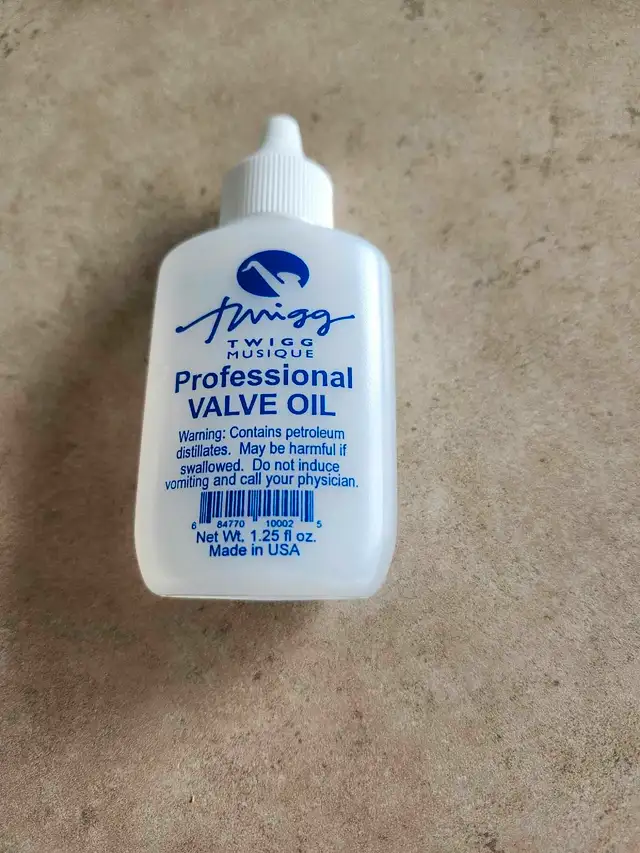 twigg
TWIGG
MUSIQUE
Professional
VALVE OIL
Warning: Contains petroleum
distillates. May be harmful if
swallowed. Do not induce
vomiting and call your physician.
6 84770 10002 5
Net Wt. 1.25 fl oz.
Made in USA